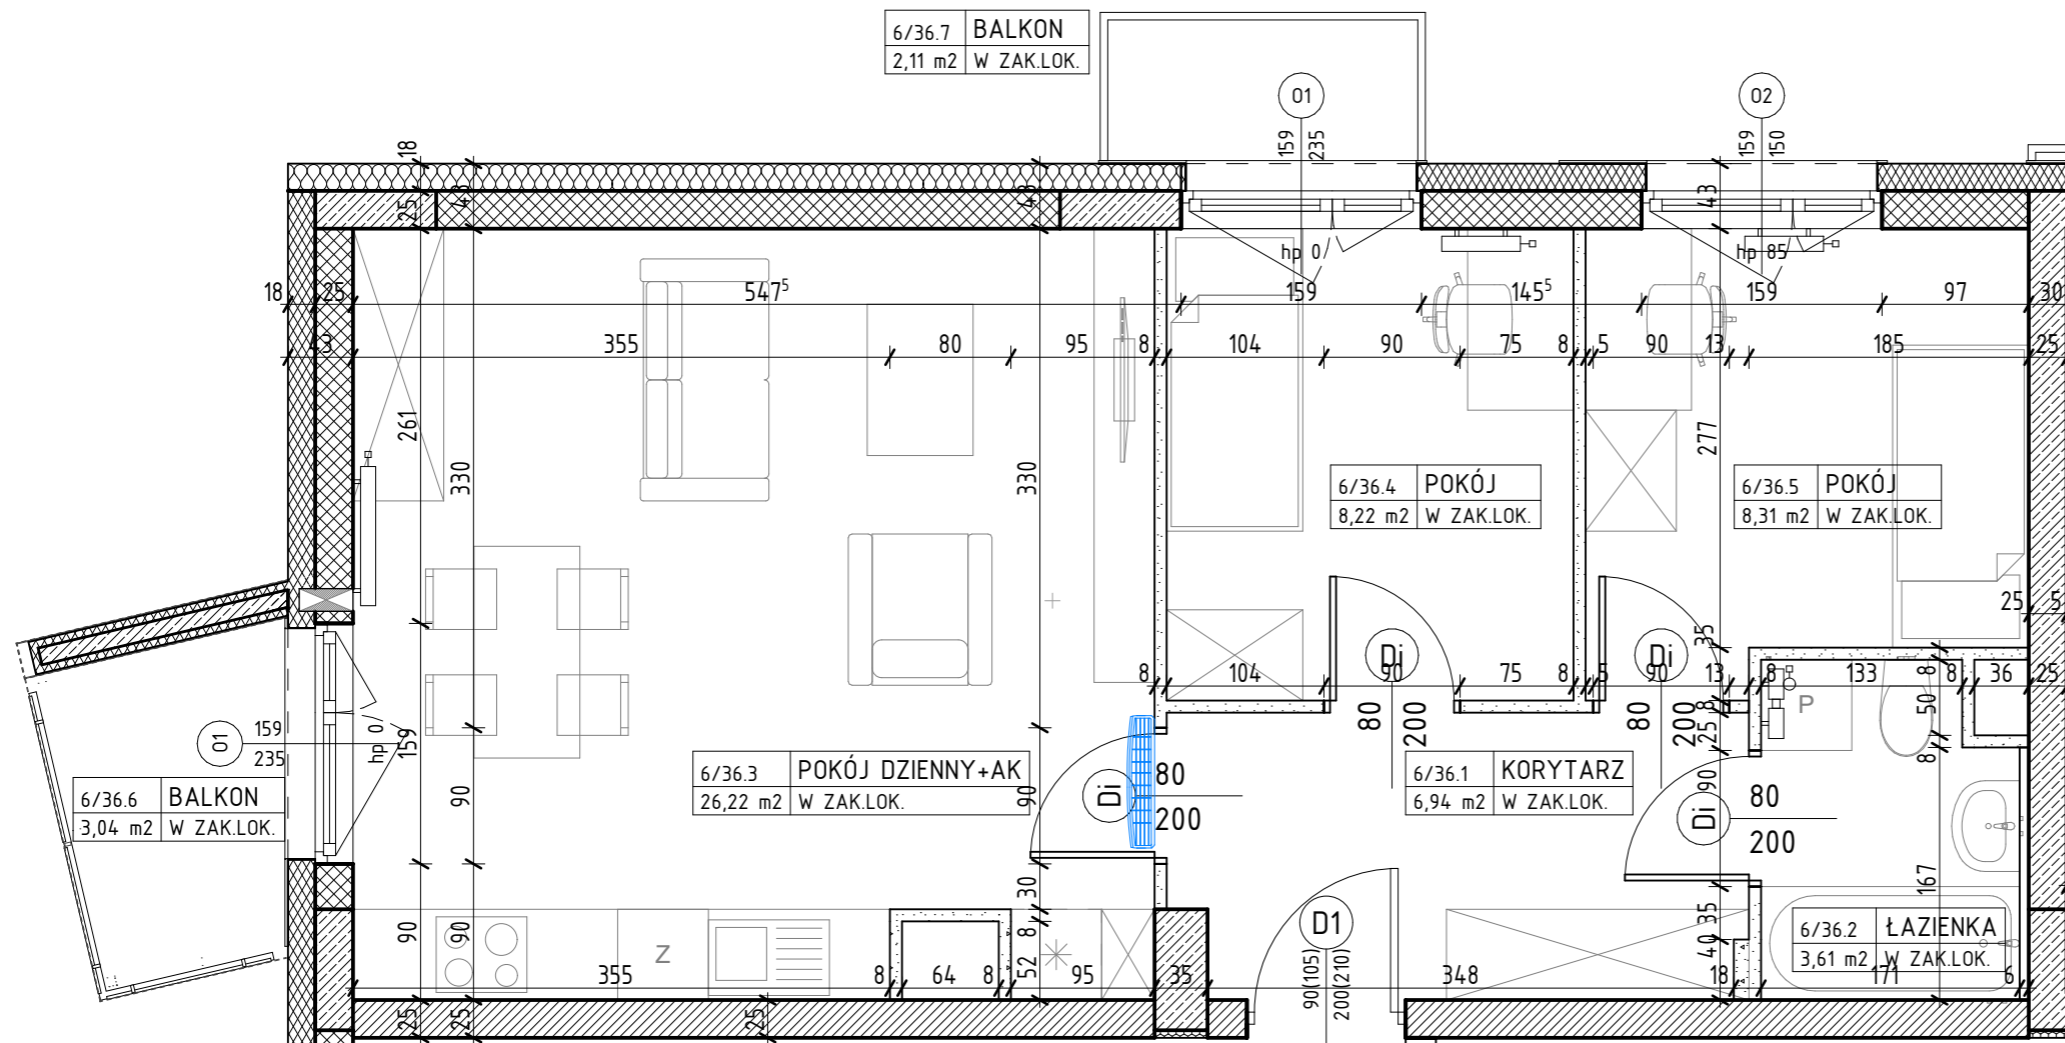 6/36.7 BALKON
2,11 m2 W ZAK.LOK.
01
159
235
02
159
150
18
25
43
43
43
hp 0
hp 85
18 25 547⁵ 159 145⁵ 159 97 30
43 355 80 95 8 104 90 75 8 5 90 13 185 25
261
330
330
277
6/36.4 POKÓJ
8,22 m2 W ZAK.LOK.
6/36.5 POKÓJ
8,31 m2 W ZAK.LOK.
25 5
35
Di
Di
8 104 90 75 8 5 90 13 8 133 8 36 25
8
50
8
P
80
200
80
200
8
25
90
01
159
235
hp 0
159
6/36.6 BALKON
3,04 m2 W ZAK.LOK.
6/36.3 POKÓJ DZIENNY+AK
26,22 m2 W ZAK.LOK.
90
90
Di
80
200
6/36.1 KORYTARZ
6,94 m2 W ZAK.LOK.
Di
80
200
167
30
8
52
90
90
Z
D1
90(105)
200(210)
35
40
6/36.2 ŁAZIENKA
3,61 m2 W ZAK.LOK.
355 8 64 8 95 35 348 18 171 6
25
25
25